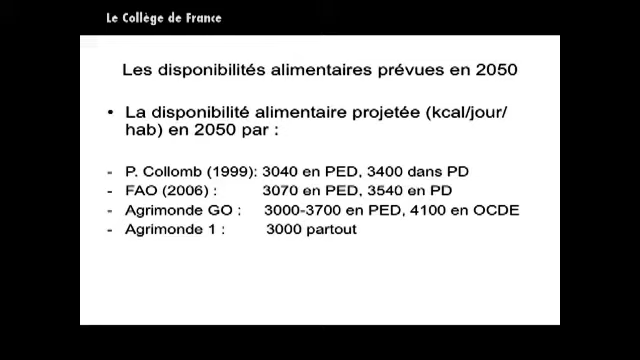 Le Collège de France
Les disponibilités alimentaires prévues en 2050
• La disponibilité alimentaire projetée (kcal/jour/
hab) en 2050 par :
- P. Collomb (1999): 3040 en PED, 3400 dans PD
- FAO (2006) : 3070 en PED, 3540 en PD
- Agrimonde GO : 3000-3700 en PED, 4100 en OCDE
- Agrimonde 1 : 3000 partout